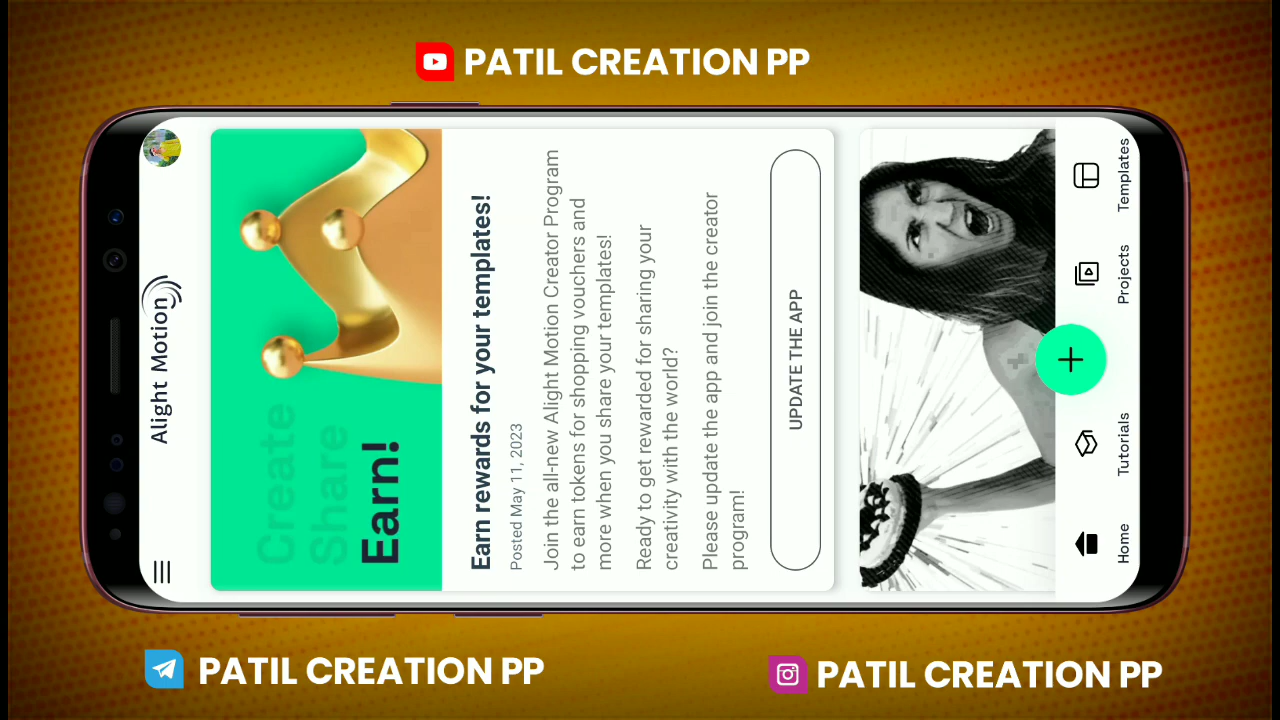 PATIL CREATION PP
Alight Motion
Create
Share
Earn!
Earn rewards for your templates!
Posted May 11, 2023
Join the all-new Alight Motion Creator Program
to earn tokens for shopping vouchers and
more when you share your templates!
Ready to get rewarded for sharing your
creativity with the world?
Please update the app and join the creator
program!
UPDATE THE APP
Home
Tutorials
Projects
Templates
PATIL CREATION PP
PATIL CREATION PP